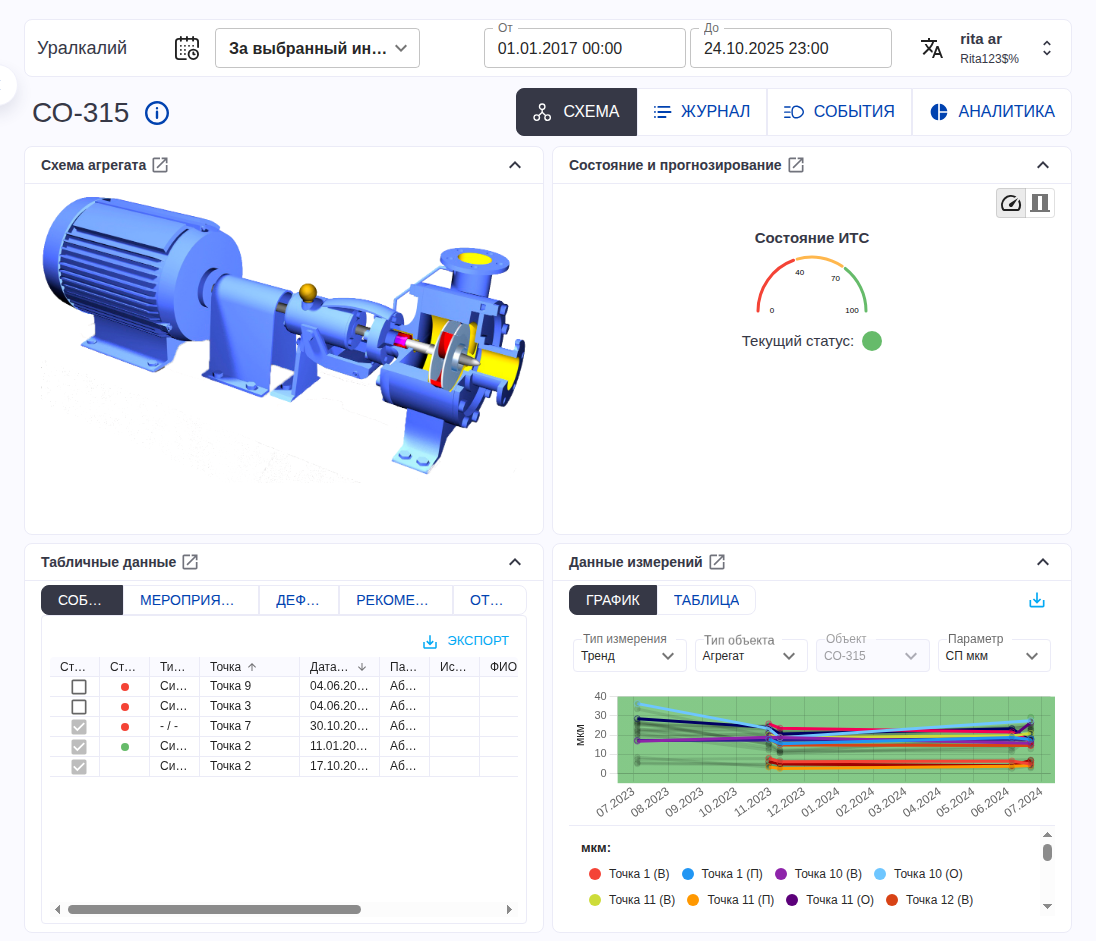 Уралкалий
За выбранный ин…
От
01.01.2017 00:00
До
24.10.2025 23:00
rita ar
Rita123$%
СО-315
СХЕМА
ЖУРНАЛ
СОБЫТИЯ
АНАЛИТИКА
Схема агрегата
Состояние и прогнозирование
Состояние ИТС
0 40 70 100
Текущий статус:
Табличные данные
СОБ… МЕРОПРИЯ… ДЕФ… РЕКОМЕ… ОТ…
ЭКСПОРТ
Ст… Ст… Ти… Точка Дата… Па… Ис… ФИО
Си… Точка 9 04.06.20… Аб…
Си… Точка 3 04.06.20… Аб…
- / - Точка 7 30.10.20… Аб…
Си… Точка 2 11.01.20… Аб…
Си… Точка 2 17.10.20… Аб…
Данные измерений
ГРАФИК ТАБЛИЦА
Тип измерения
Тренд
Тип объекта
Агрегат
Объект
СО-315
Параметр
СП мкм
мкм
40
30
20
10
0
07.2023 08.2023 09.2023 10.2023 11.2023 12.2023 01.2024 02.2024 03.2024 04.2024 05.2024 06.2024 07.2024
мкм:
Точка 1 (В) Точка 1 (П) Точка 10 (В) Точка 10 (О)
Точка 11 (В) Точка 11 (П) Точка 11 (О) Точка 12 (В)